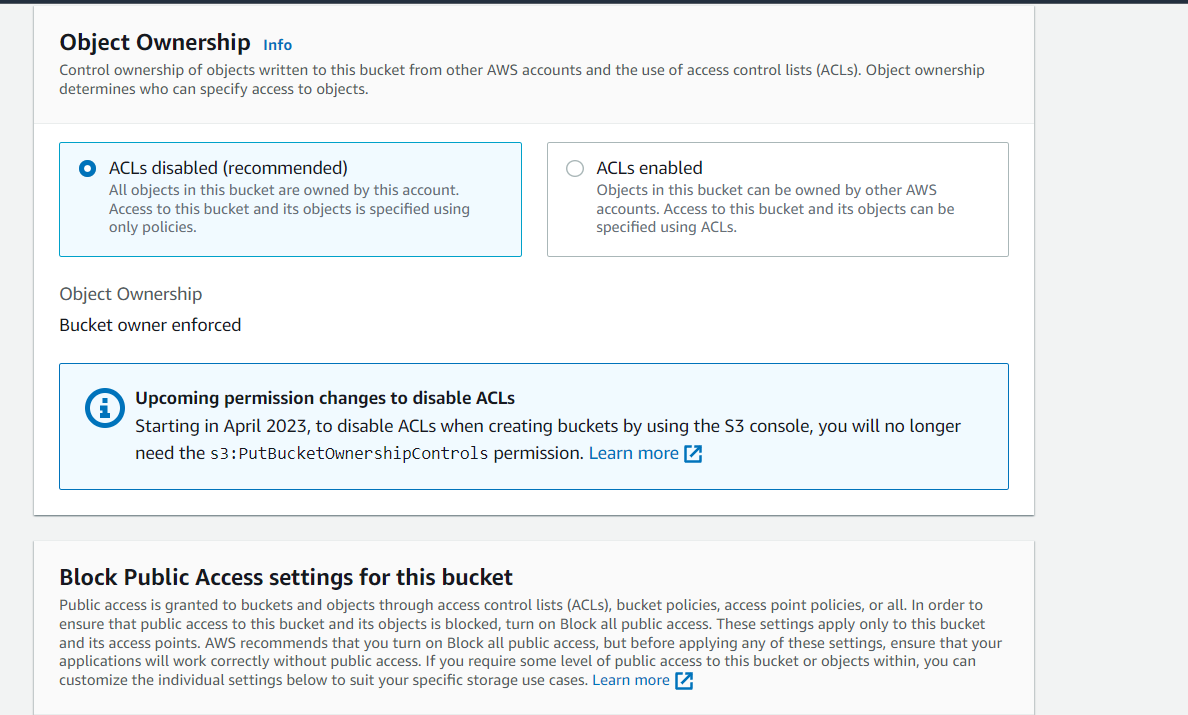 Object Ownership Info
Control ownership of objects written to this bucket from other AWS accounts and the use of access control lists (ACLs). Object ownership
determines who can specify access to objects.
ACLs disabled (recommended)
All objects in this bucket are owned by this account.
Access to this bucket and its objects is specified using
only policies.
ACLs enabled
Objects in this bucket can be owned by other AWS
accounts. Access to this bucket and its objects can be
specified using ACLs.
Object Ownership
Bucket owner enforced
Upcoming permission changes to disable ACLs
Starting in April 2023, to disable ACLs when creating buckets by using the S3 console, you will no longer
need the s3:PutBucketOwnershipControls permission. Learn more
Block Public Access settings for this bucket
Public access is granted to buckets and objects through access control lists (ACLs), bucket policies, access point policies, or all. In order to
ensure that public access to this bucket and its objects is blocked, turn on Block all public access. These settings apply only to this bucket
and its access points. AWS recommends that you turn on Block all public access, but before applying any of these settings, ensure that your
applications will work correctly without public access. If you require some level of public access to this bucket or objects within, you can
customize the individual settings below to suit your specific storage use cases. Learn more